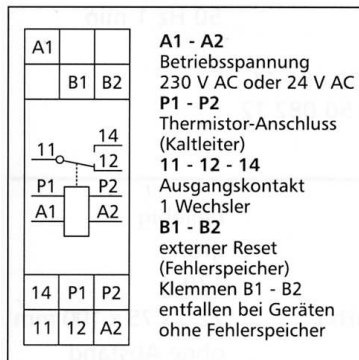 A1
B1 B2
11 14
12
P1 P2
A1 A2
14 P1 P2
11 12 A2
A1 - A2
Betriebsspannung
230 V AC oder 24 V AC
P1 - P2
Thermistor-Anschluss
(Kaltleiter)
11 - 12 - 14
Ausgangskontakt
1 Wechsler
B1 - B2
externer Reset
(Fehlerspeicher)
Klemmen B1 - B2
entfallen bei Geräten
ohne Fehlerspeicher